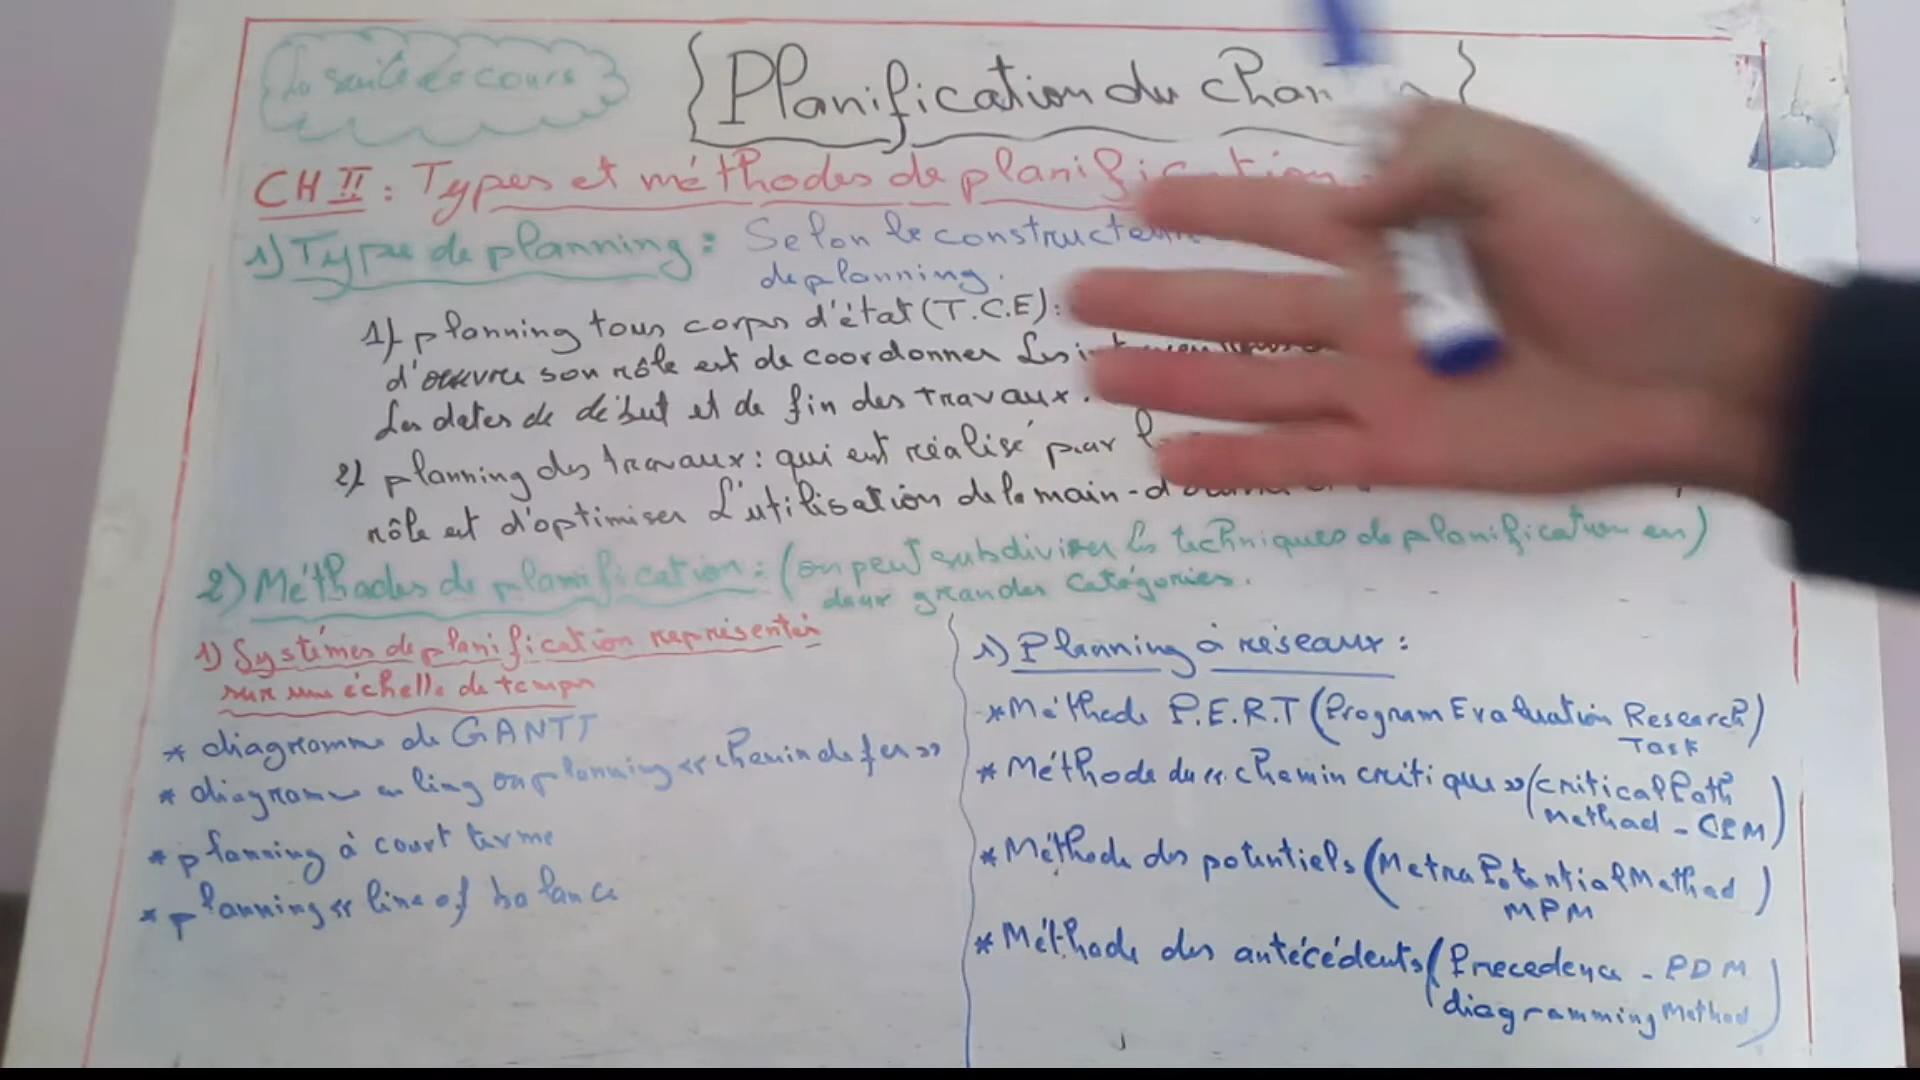 La suite de cours
Planification du chan
CH II : Types et méthodes de planification
1) Type de planning : Selon le constructeur
de planning.
1) planning tous corps d'état (T.C.E) :
d'oeuvre son rôle est de coordonner les
Les dates de début et de fin des travaux.
2) planning des travaux : qui est réalisé par
rôle est d'optimiser l'utilisation de la main-d'
2) Méthodes de planification : (on peut subdiviser les techniques de planification en)
deux grandes catégories.
1) Systémes de planification représentés
sur une échelle de temps
* diagramme de GANTT
* diagramme en ling on planning << chemin de fer >>
* planning à court terme
* planning << line of balance
1) Planning à réseaux :
* Méthode P.E.R.T (Program Evaluation Research)
Task
* Méthode du << chemin critique >> (Critical Path
Method - CPM)
* Méthode des potentiels (Metra Potential Method)
MPM
* Méthode des antécédents (Precedence - PDM
diagramming Method)